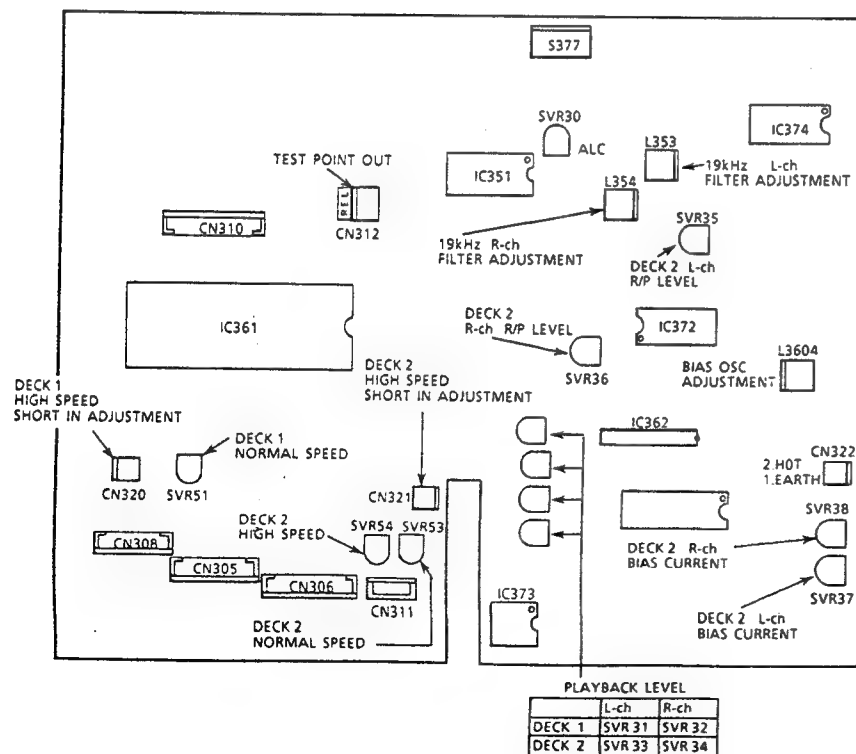 S377
SVR30
ALC
IC374
L353
IC351
19kHz L-ch
FILTER ADJUSTMENT
L354
TEST POINT OUT
REL
CN312
CN310
19kHz R-ch
FILTER ADJUSTMENT
SVR35
DECK 2 L-ch
R/P LEVEL
IC361
DECK 2
R-ch R/P LEVEL
IC372
SVR36
L3604
BIAS OSC
ADJUSTMENT
DECK 1
HIGH SPEED
SHORT IN ADJUSTMENT
DECK 2
HIGH SPEED
SHORT IN ADJUSTMENT
DECK 1
NORMAL SPEED
CN320
SVR51
IC362
CN322
2.HOT
1.EARTH
CN321
SVR54
SVR53
DECK 2
HIGH SPEED
SVR38
DECK 2 R-ch
BIAS CURRENT
CN308
CN305
CN306
CN311
IC373
SVR37
DECK 2 L-ch
BIAS CURRENT
DECK 2
NORMAL SPEED
PLAYBACK LEVEL
L-ch R-ch
DECK 1 SVR31 SVR32
DECK 2 SVR33 SVR34